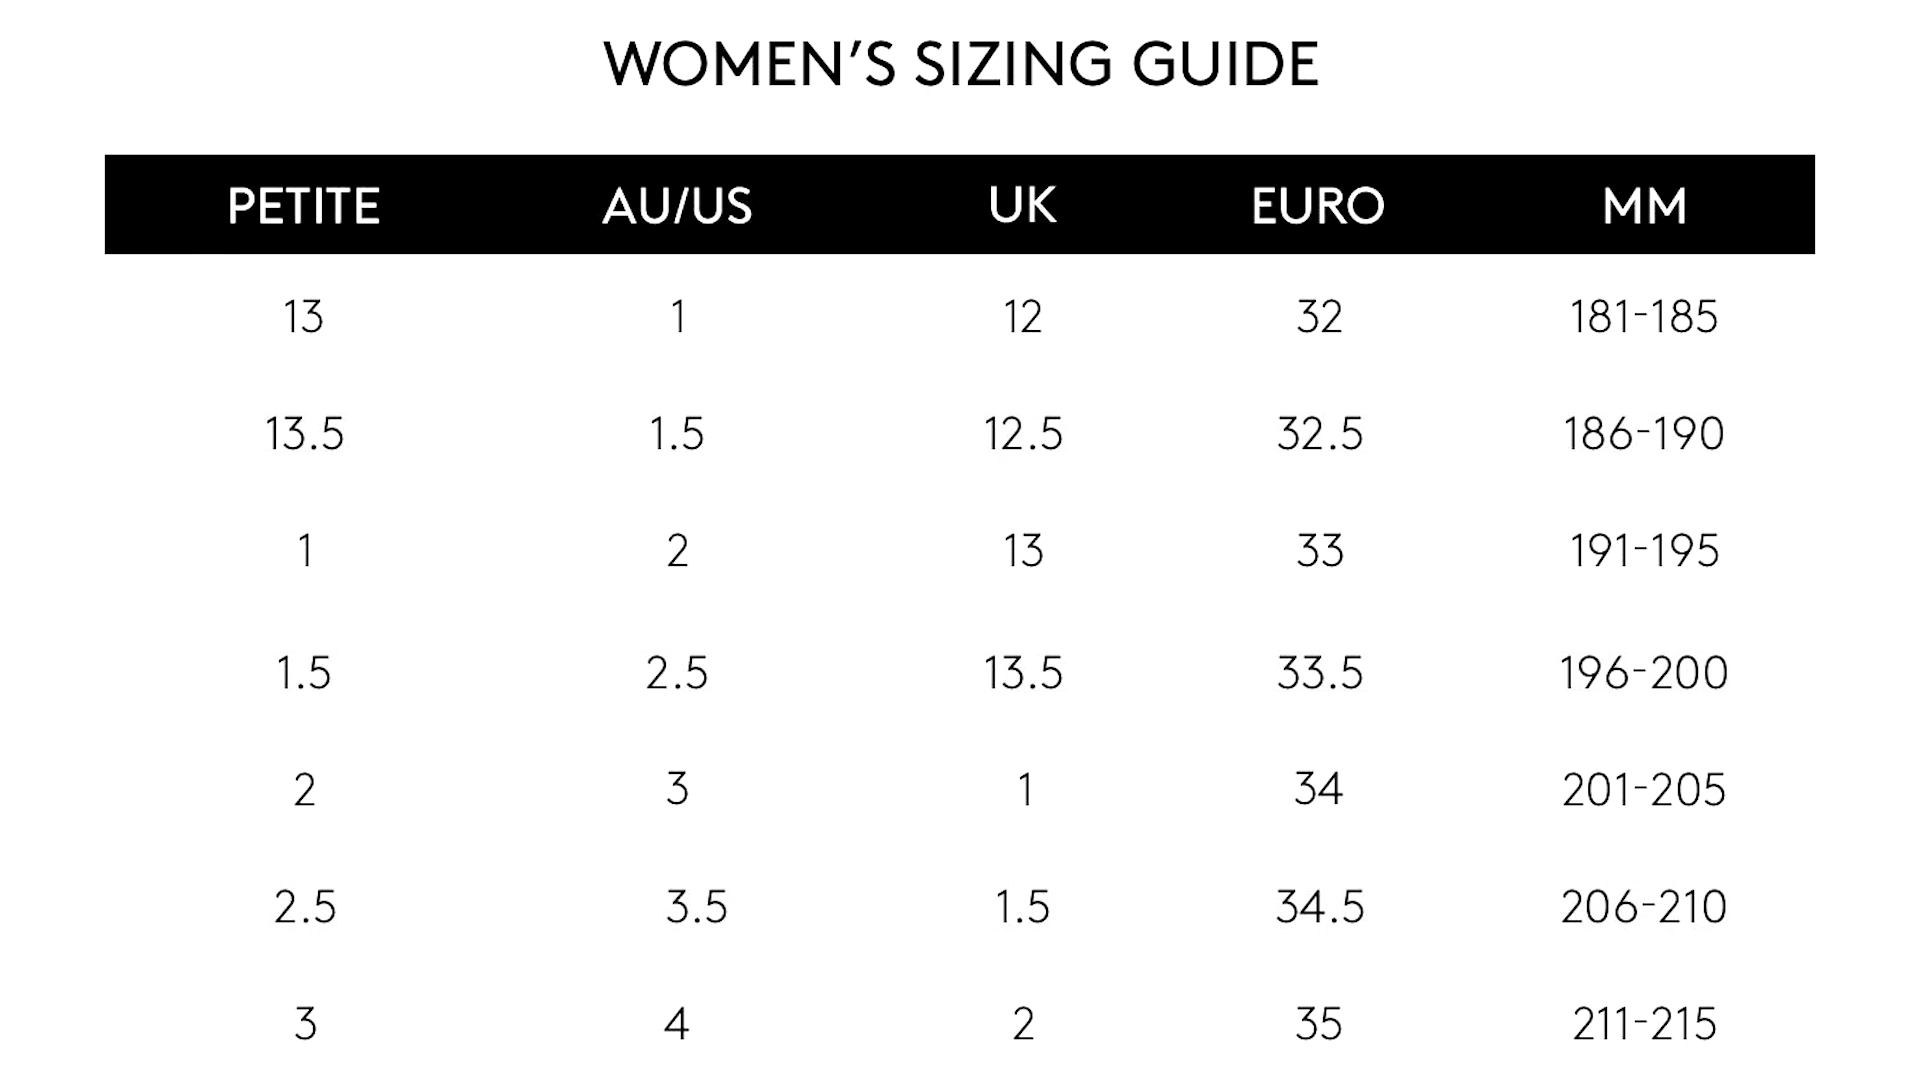 WOMEN’S SIZING GUIDE
PETITE AU/US UK EURO MM
13 1 12 32 181-185
13.5 1.5 12.5 32.5 186-190
1 2 13 33 191-195
1.5 2.5 13.5 33.5 196-200
2 3 1 34 201-205
2.5 3.5 1.5 34.5 206-210
3 4 2 35 211-215